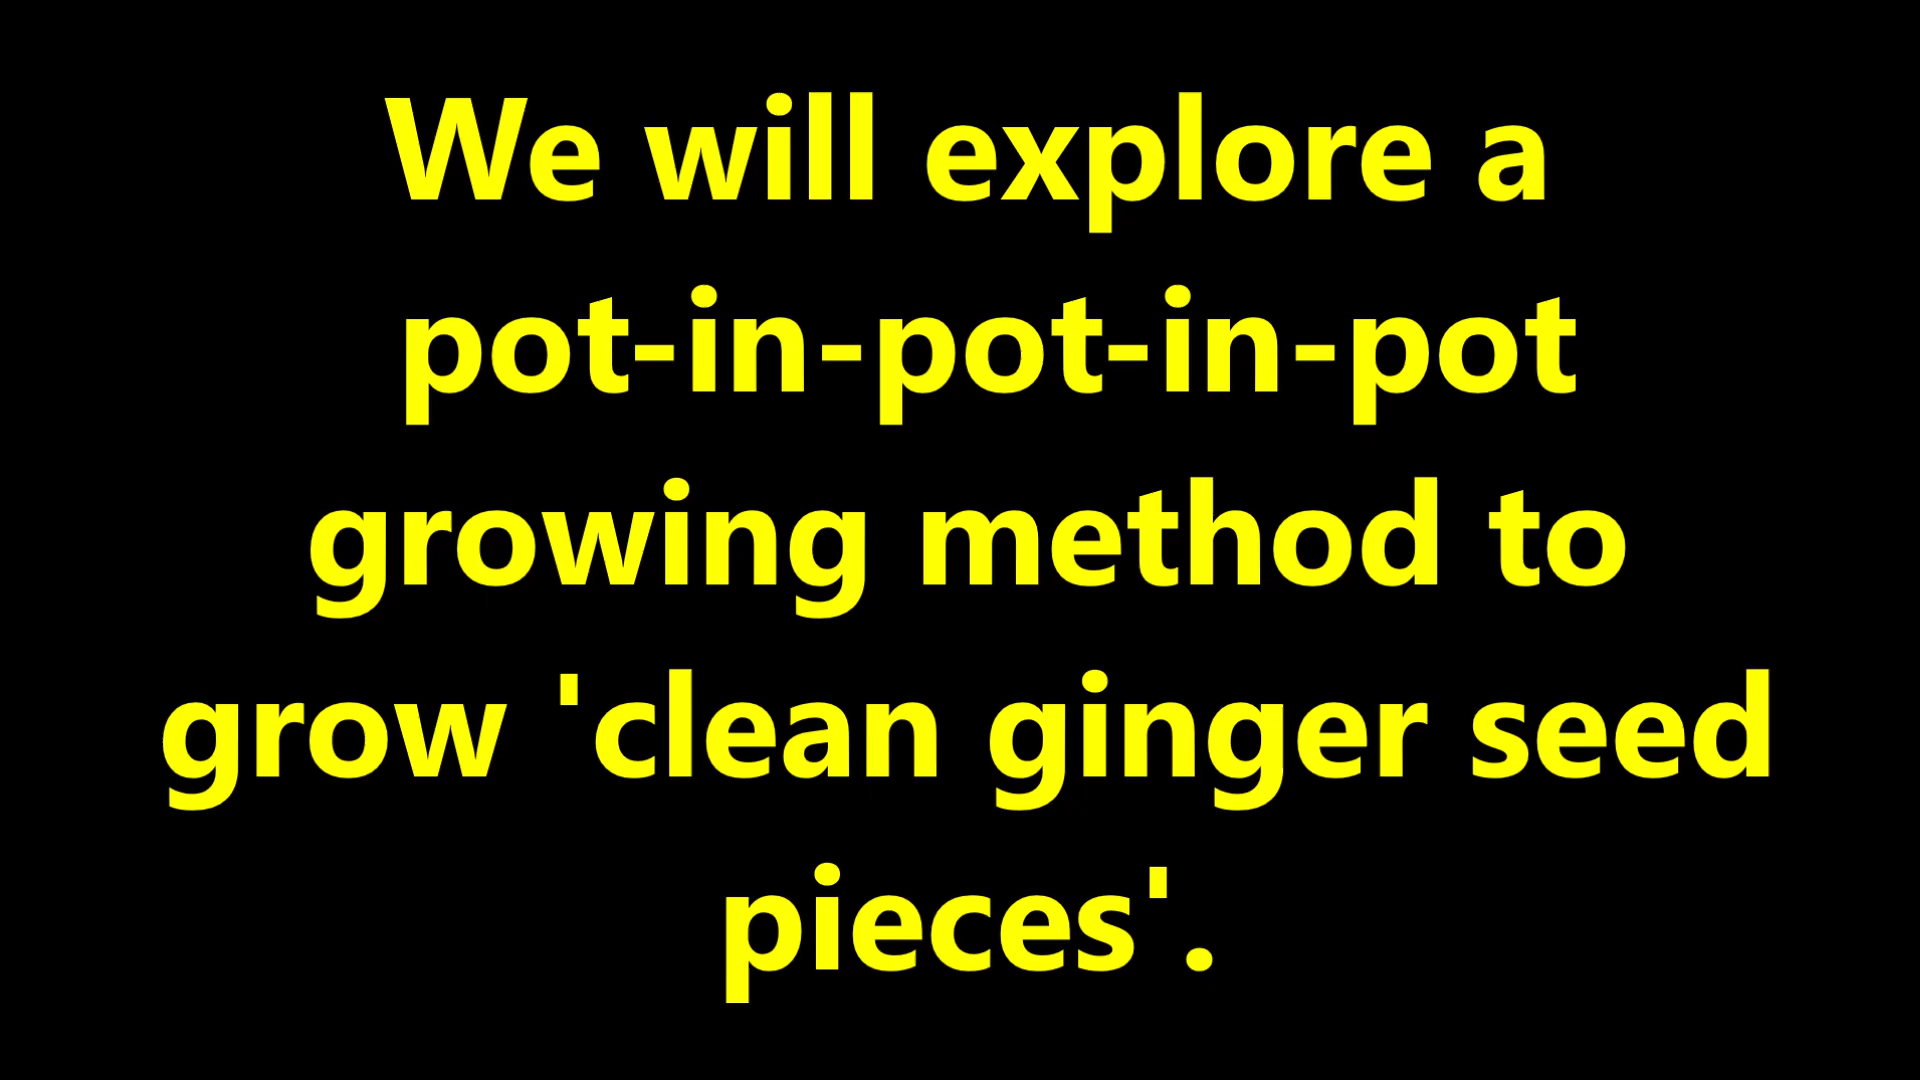 We will explore a
pot-in-pot-in-pot
growing method to
grow 'clean ginger seed
pieces'.